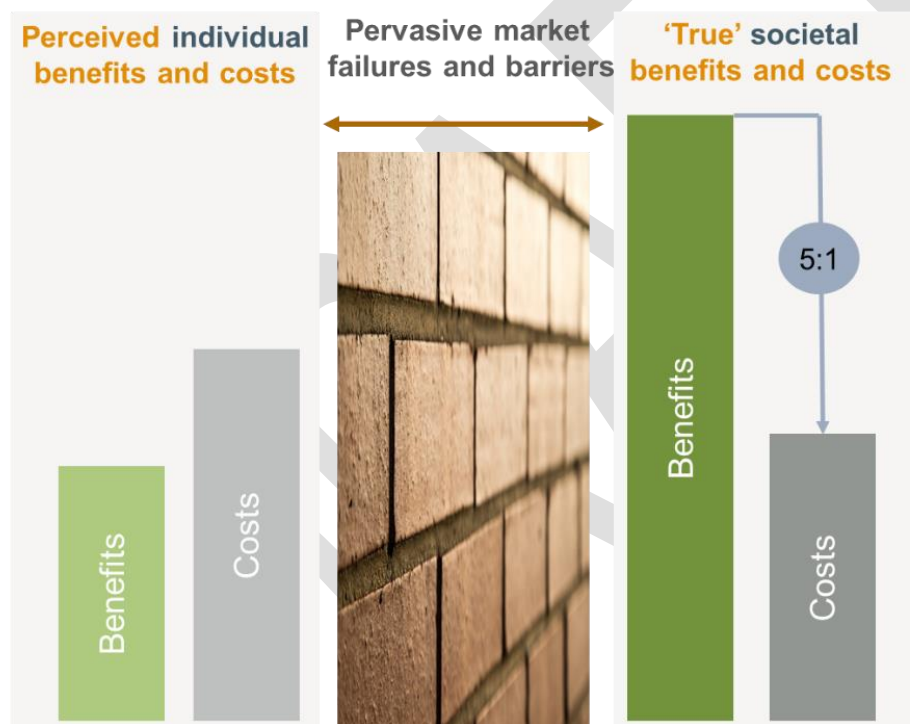 Perceived individual
benefits and costs
Pervasive market
failures and barriers
‘True’ societal
benefits and costs
5:1
Benefits
Costs
Benefits
Costs